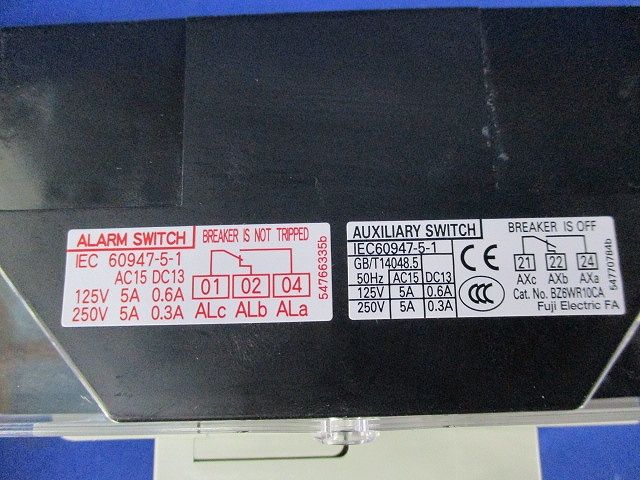 ALARM SWITCH
BREAKER IS NOT TRIPPED
IEC 60947-5-1
AC15 DC13
125V 5A 0.6A
250V 5A 0.3A
01 02 04
ALc ALb ALa
54766335b
AUXILIARY SWITCH
BREAKER IS OFF
IEC60947-5-1
GB/T14048.5
50Hz AC15 DC13
125V 5A 0.6A
250V 5A 0.3A
CE
CCC
21 22 24
AXc AXb AXa
Cat. No. BZ6WR10CA
Fuji Electric FA
54770784b